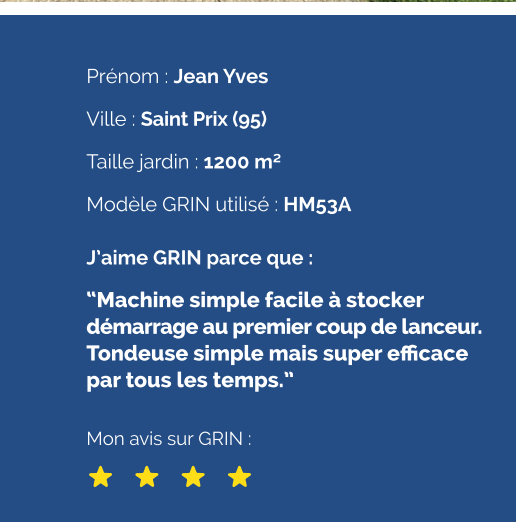 Prénom : Jean Yves
Ville : Saint Prix (95)
Taille jardin : 1200 m²
Modèle GRIN utilisé : HM53A
J'aime GRIN parce que :
“Machine simple facile à stocker
démarrage au premier coup de lanceur.
Tondeuse simple mais super efficace
par tous les temps.”
Mon avis sur GRIN :